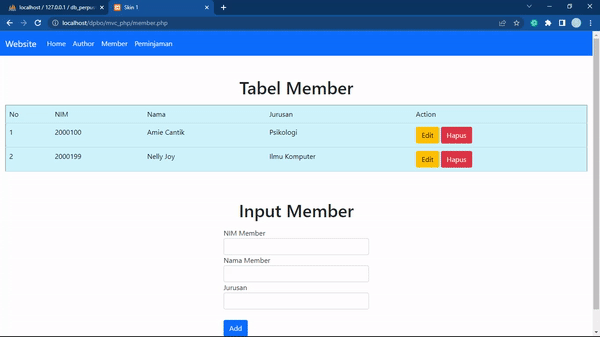 localhost / 127.0.0.1 / db_perpu
Skin 1
localhost/dpbo/mvc_php/member.php
Website Home Author Member Peminjaman
Tabel Member
No NIM Nama Jurusan Action
1 2000100 Amie Cantik Psikologi Edit Hapus
2 2000199 Nelly Joy Ilmu Komputer Edit Hapus
Input Member
NIM Member
Nama Member
Jurusan
Add